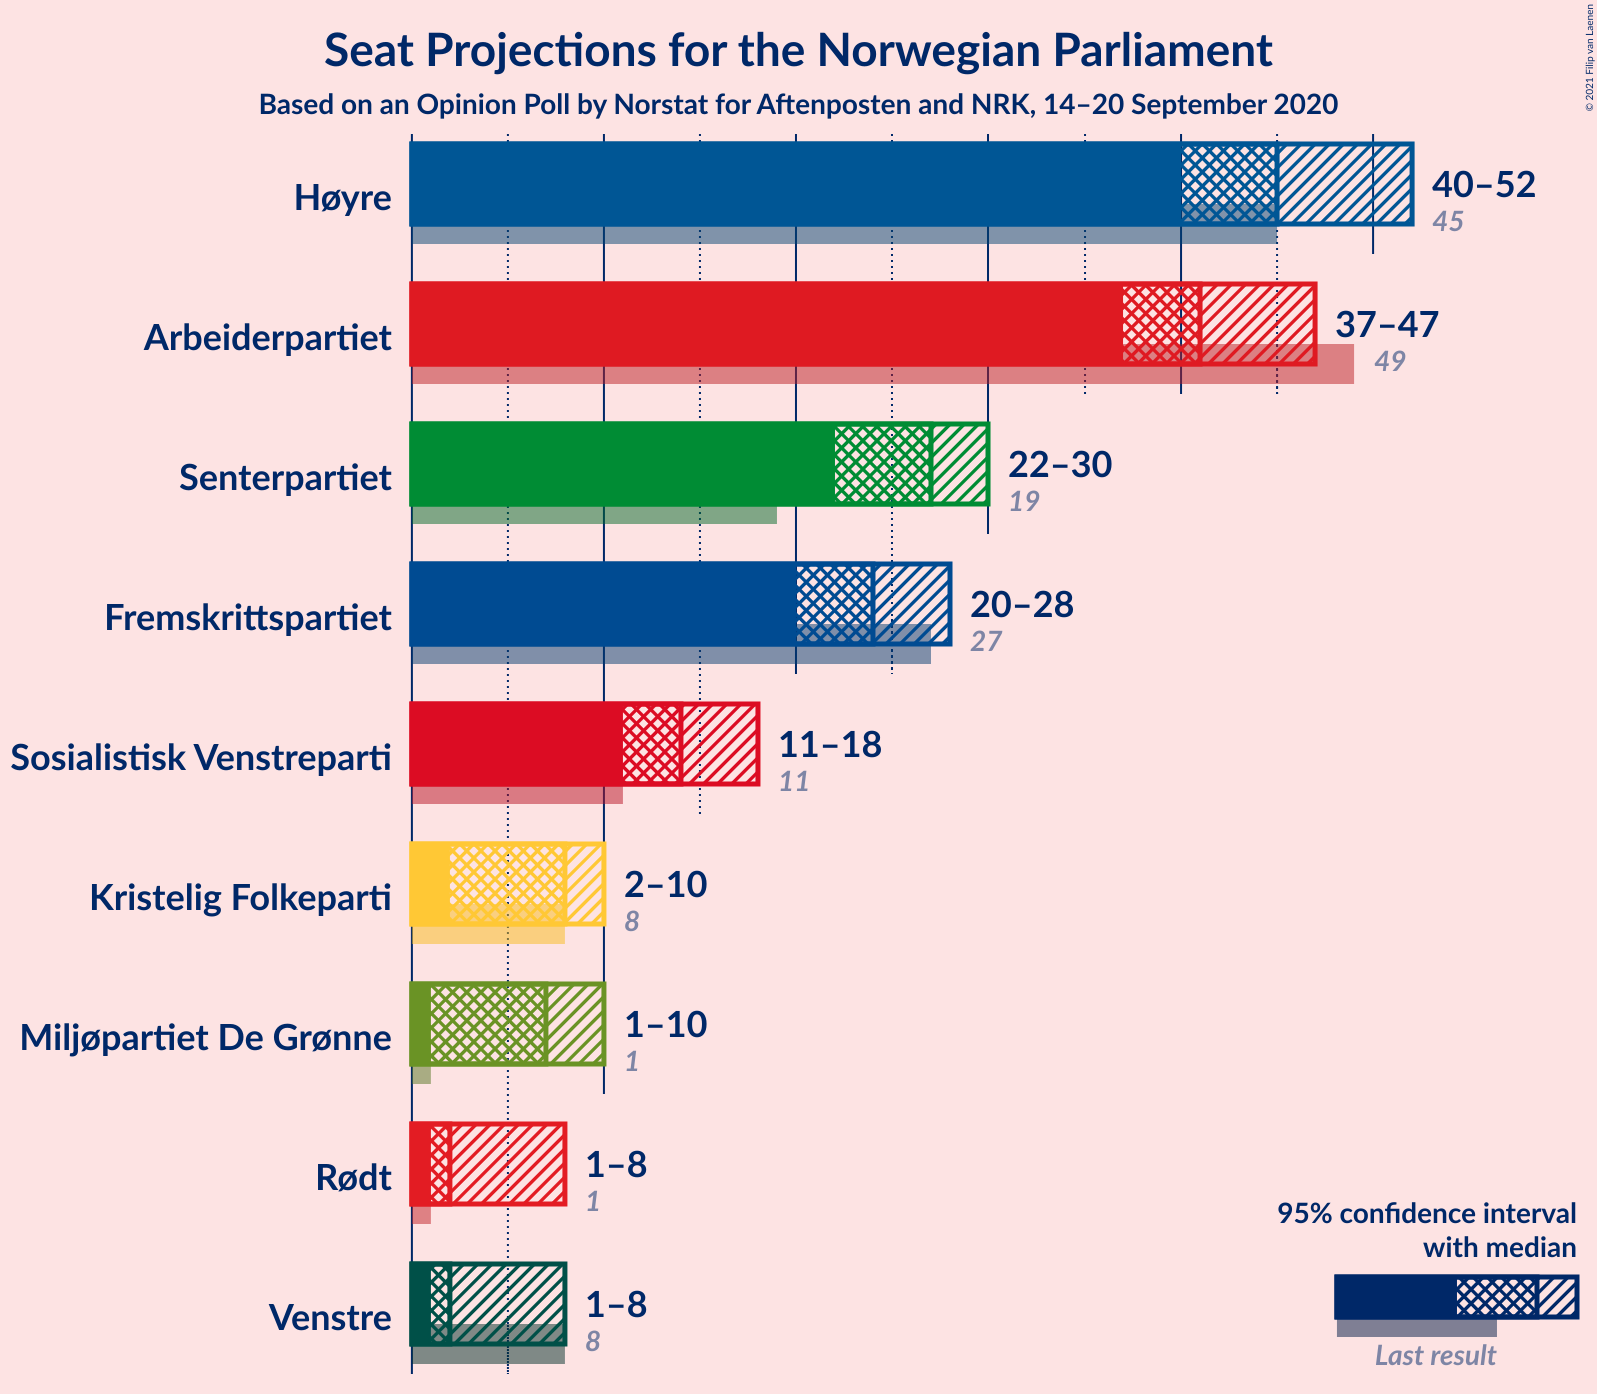 Seat Projections for the Norwegian Parliament
Based on an Opinion Poll by Norstat for Aftenposten and NRK, 14–20 September 2020
© 2021 Filip van Laenen
Høyre
40–52
45
Arbeiderpartiet
37–47
49
Senterpartiet
22–30
19
Fremskrittspartiet
20–28
27
Sosialistisk Venstreparti
11–18
11
Kristelig Folkeparti
2–10
8
Miljøpartiet De Grønne
1–10
1
Rødt
1–8
1
Venstre
1–8
8
95% confidence interval
with median
Last result